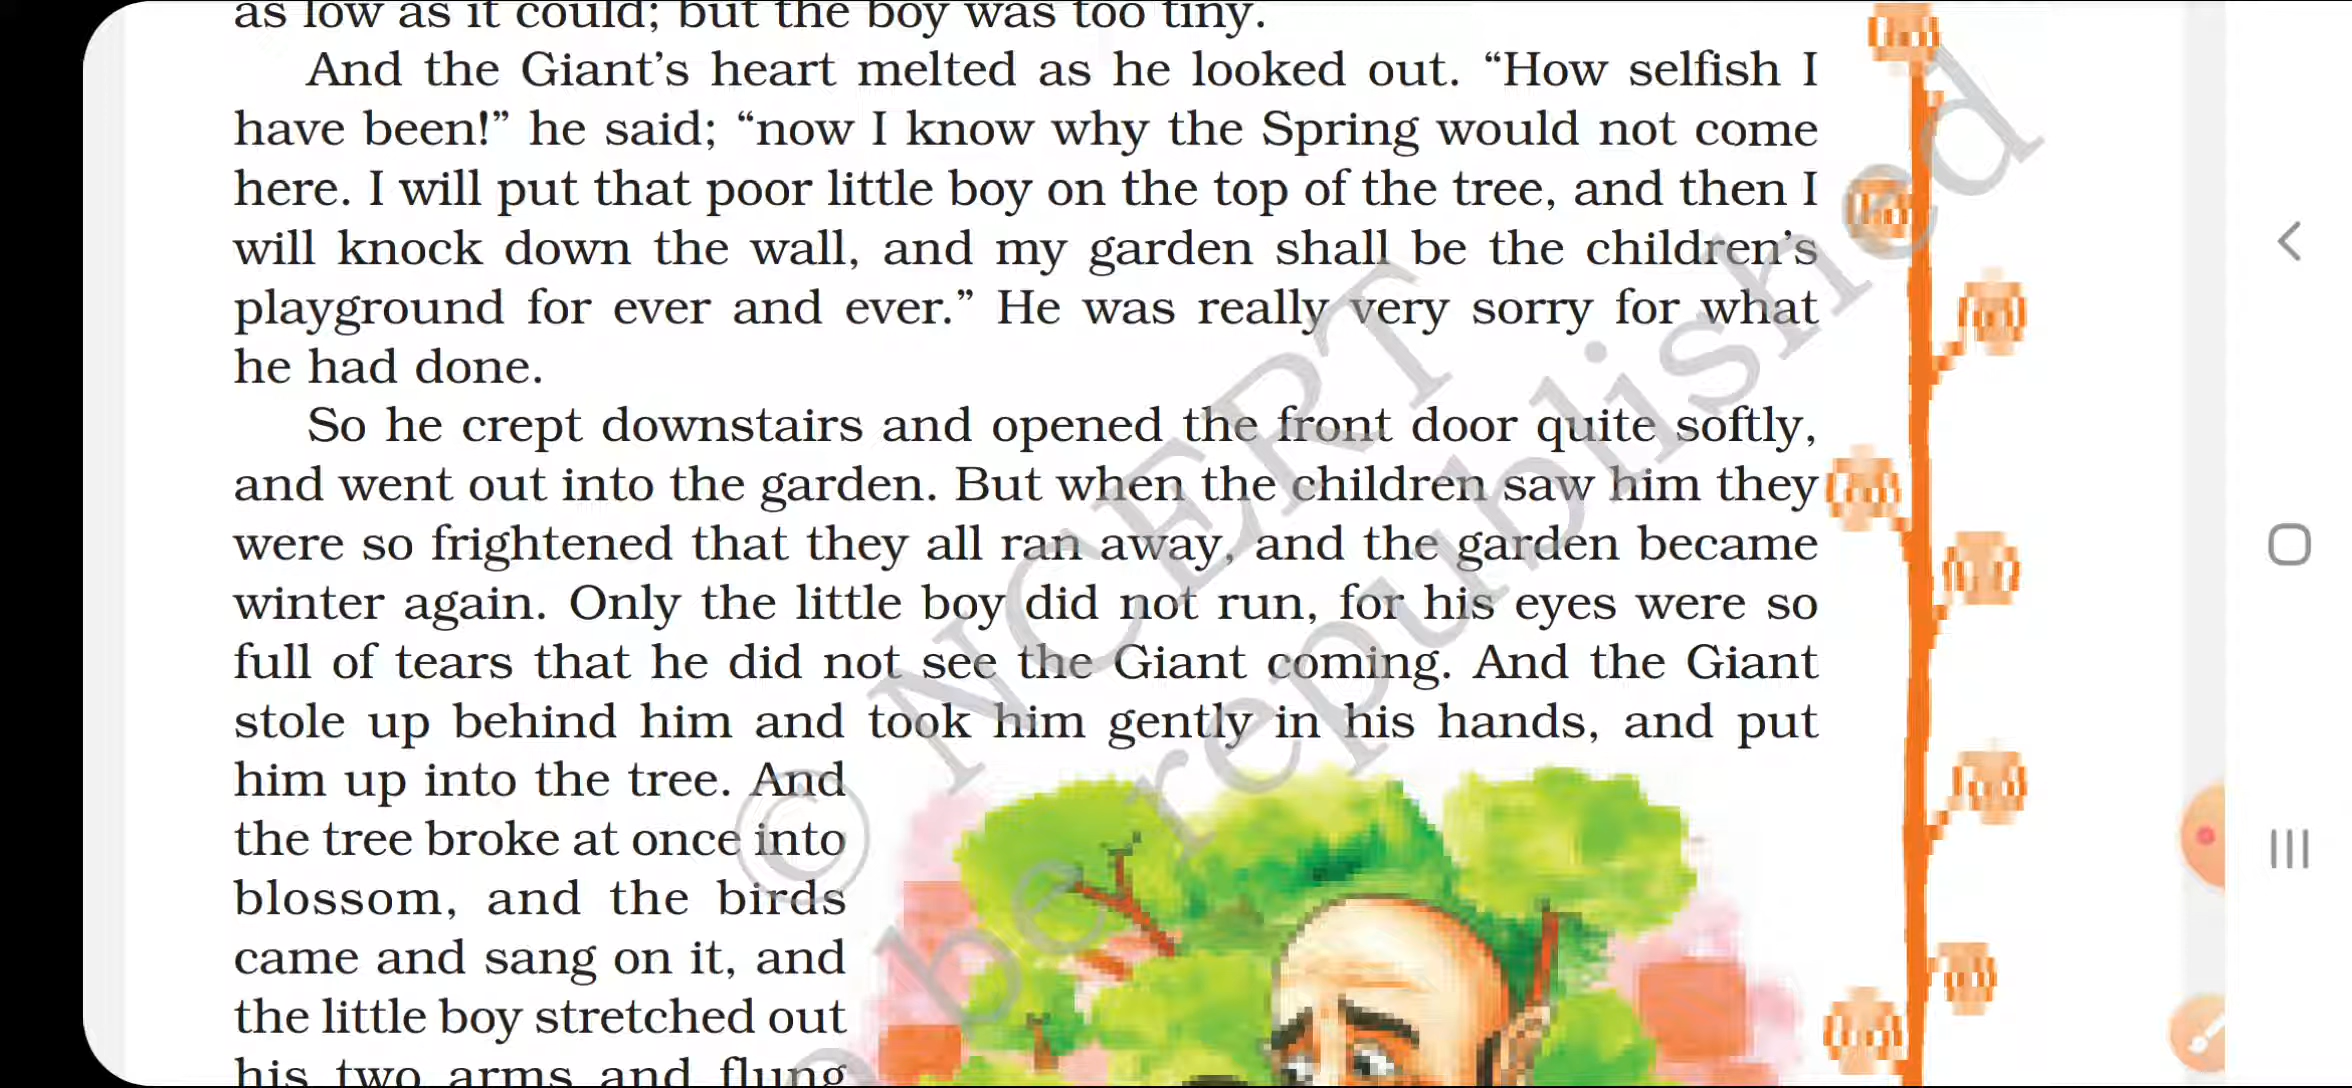 as low as it could; but the boy was too tiny.
And the Giant’s heart melted as he looked out. “How selfish I
have been!” he said; “now I know why the Spring would not come
here. I will put that poor little boy on the top of the tree, and then I
will knock down the wall, and my garden shall be the children’s
playground for ever and ever.” He was really very sorry for what
he had done.
So he crept downstairs and opened the front door quite softly,
and went out into the garden. But when the children saw him they
were so frightened that they all ran away, and the garden became
winter again. Only the little boy did not run, for his eyes were so
full of tears that he did not see the Giant coming. And the Giant
stole up behind him and took him gently in his hands, and put
him up into the tree. And
the tree broke at once into
blossom, and the birds
came and sang on it, and
the little boy stretched out
his two arms and flung
© NCERT
be republished